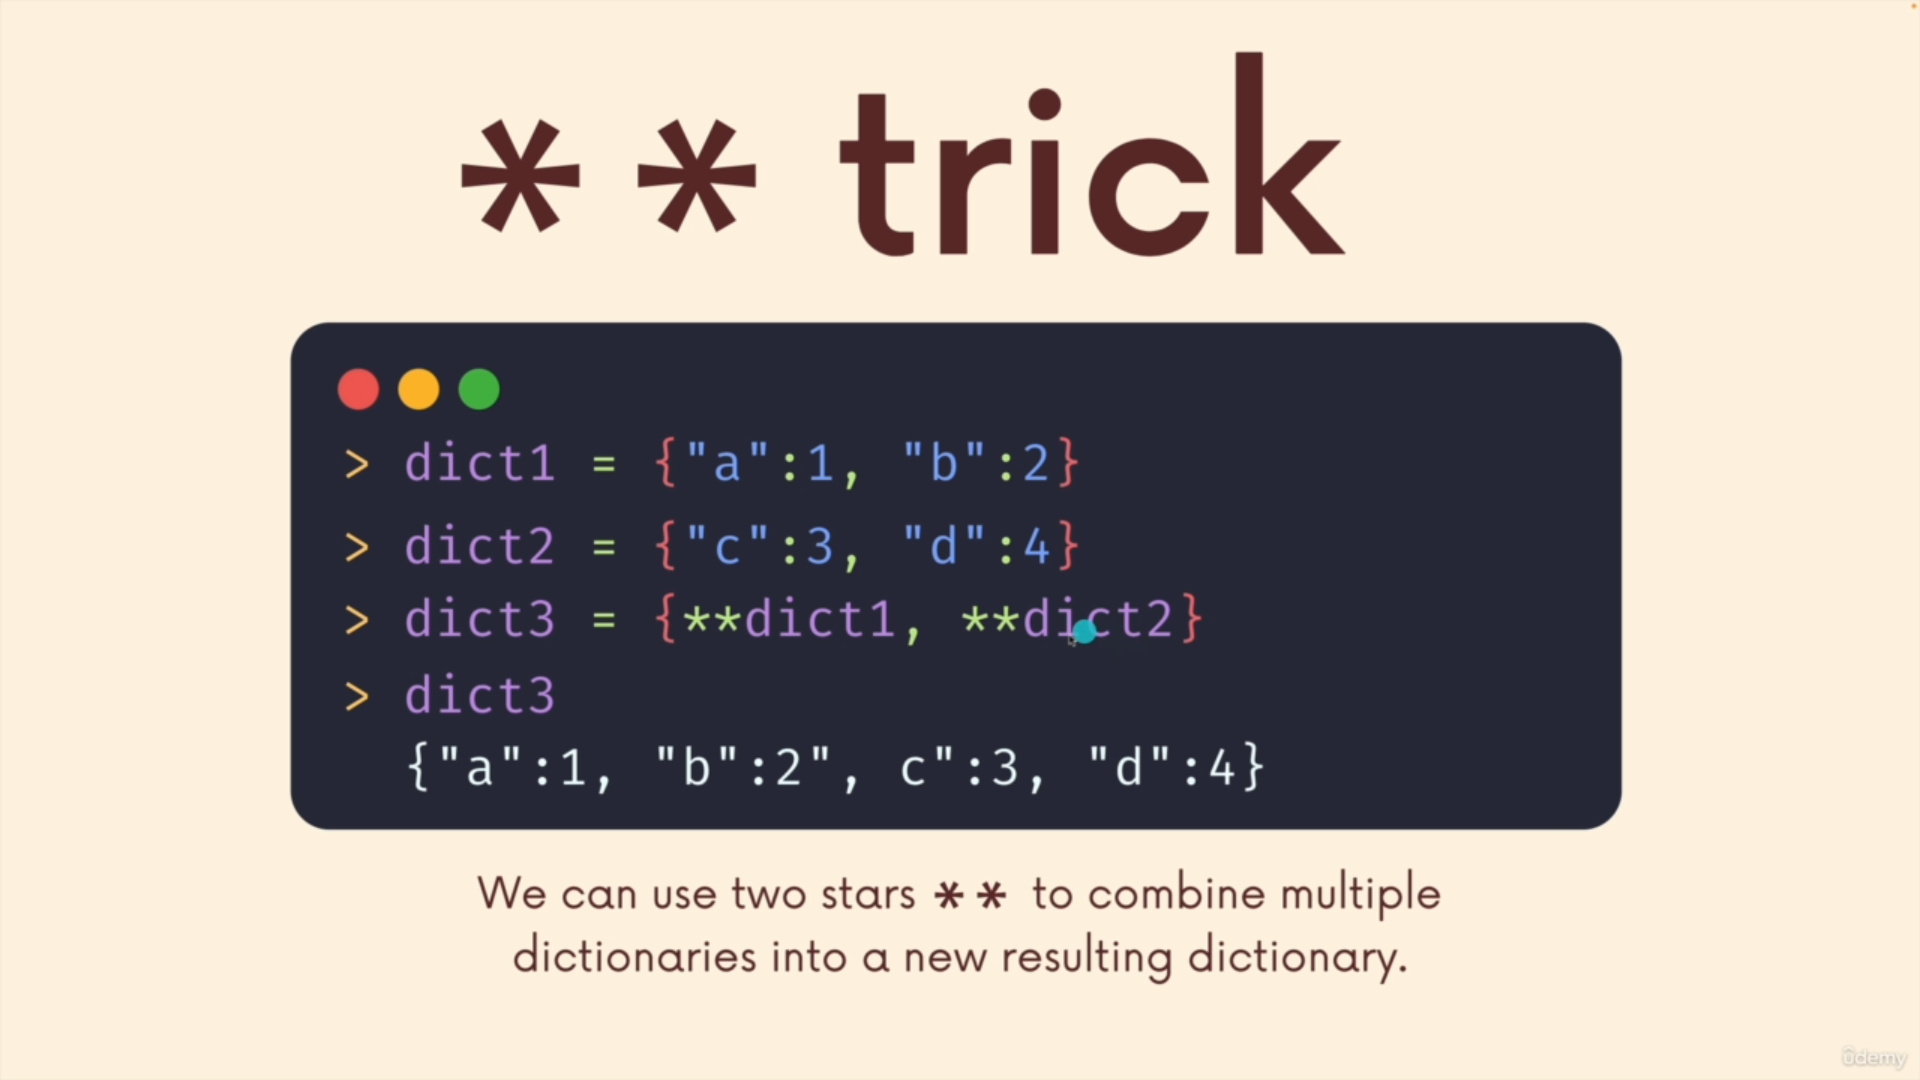 ** trick
> dict1 = {"a":1, "b":2}
> dict2 = {"c":3, "d":4}
> dict3 = {**dict1, **dict2}
> dict3
{"a":1, "b":2", c":3, "d":4}
We can use two stars ** to combine multiple
dictionaries into a new resulting dictionary.
ûdemy